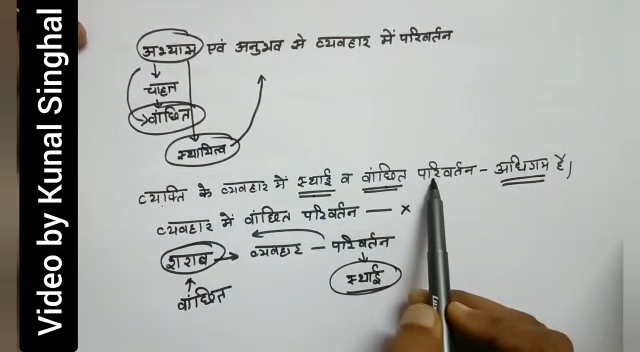 Video by Kunal Singhal
अभ्यास एवं अनुभव से व्यवहार में परिवर्तन
चाहत
वांछित
स्थायित्व
व्यक्ति के व्यवहार में स्थाई व वांछित परिवर्तन - अधिगम है।
व्यवहार में वांछित परिवर्तन — ×
शराब → व्यवहार — परिवर्तन
स्थाई
वांछित